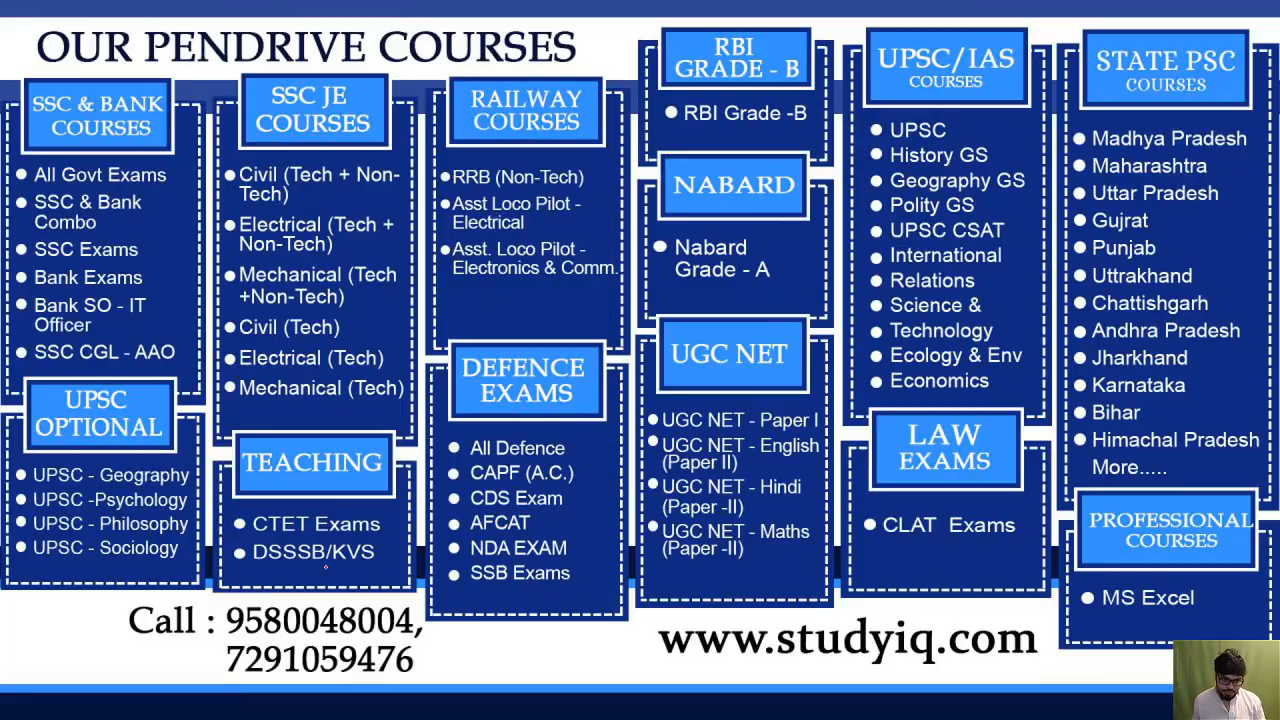 OUR PENDRIVE COURSES
SSC & BANK
COURSES
All Govt Exams
SSC & Bank
Combo
SSC Exams
Bank Exams
Bank SO - IT
Officer
SSC CGL - AAO
UPSC
OPTIONAL
UPSC - Geography
UPSC -Psychology
UPSC - Philosophy
UPSC - Sociology
SSC JE
COURSES
Civil (Tech + Non-
Tech)
Electrical (Tech +
Non-Tech)
Mechanical (Tech
+Non-Tech)
Civil (Tech)
Electrical (Tech)
Mechanical (Tech)
TEACHING
CTET Exams
DSSSB/KVS
RAILWAY
COURSES
RRB (Non-Tech)
Asst Loco Pilot -
Electrical
Asst. Loco Pilot -
Electronics & Comm.
DEFENCE
EXAMS
All Defence
CAPF (A.C.)
CDS Exam
AFCAT
NDA EXAM
SSB Exams
RBI
GRADE - B
RBI Grade -B
NABARD
Nabard
Grade - A
UGC NET
UGC NET - Paper I
UGC NET - English
(Paper II)
UGC NET - Hindi
(Paper -II)
UGC NET - Maths
(Paper -II)
UPSC/IAS
COURSES
UPSC
History GS
Geography GS
Polity GS
UPSC CSAT
International
Relations
Science &
Technology
Ecology & Env
Economics
LAW
EXAMS
CLAT Exams
STATE PSC
COURSES
Madhya Pradesh
Maharashtra
Uttar Pradesh
Gujrat
Punjab
Uttrakhand
Chattishgarh
Andhra Pradesh
Jharkhand
Karnataka
Bihar
Himachal Pradesh
More.....
PROFESSIONAL
COURSES
MS Excel
Call : 9580048004,
7291059476
www.studyiq.com